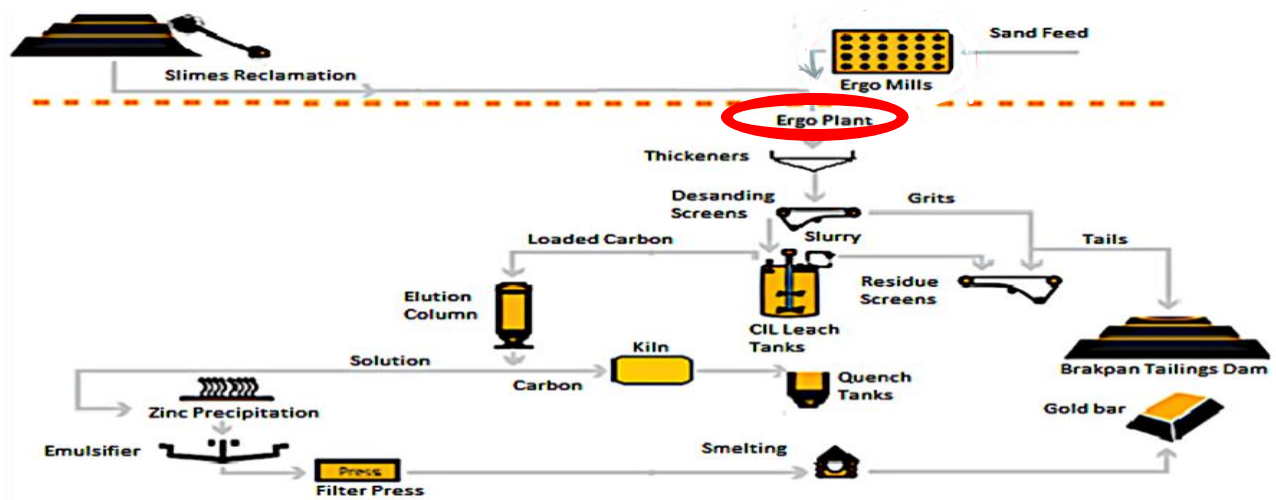 Sand Feed
Slimes Reclamation
Ergo Mills
Ergo Plant
Thickeners
Desanding
Screens
Grits
Slurry
Loaded Carbon
Tails
Elution
Column
Residue
Screens
CIL Leach
Tanks
Kiln
Solution
Carbon
Quench
Tanks
Brakpan Tailings Dam
Zinc Precipitation
Gold bar
Emulsifier
Smelting
Press
Filter Press